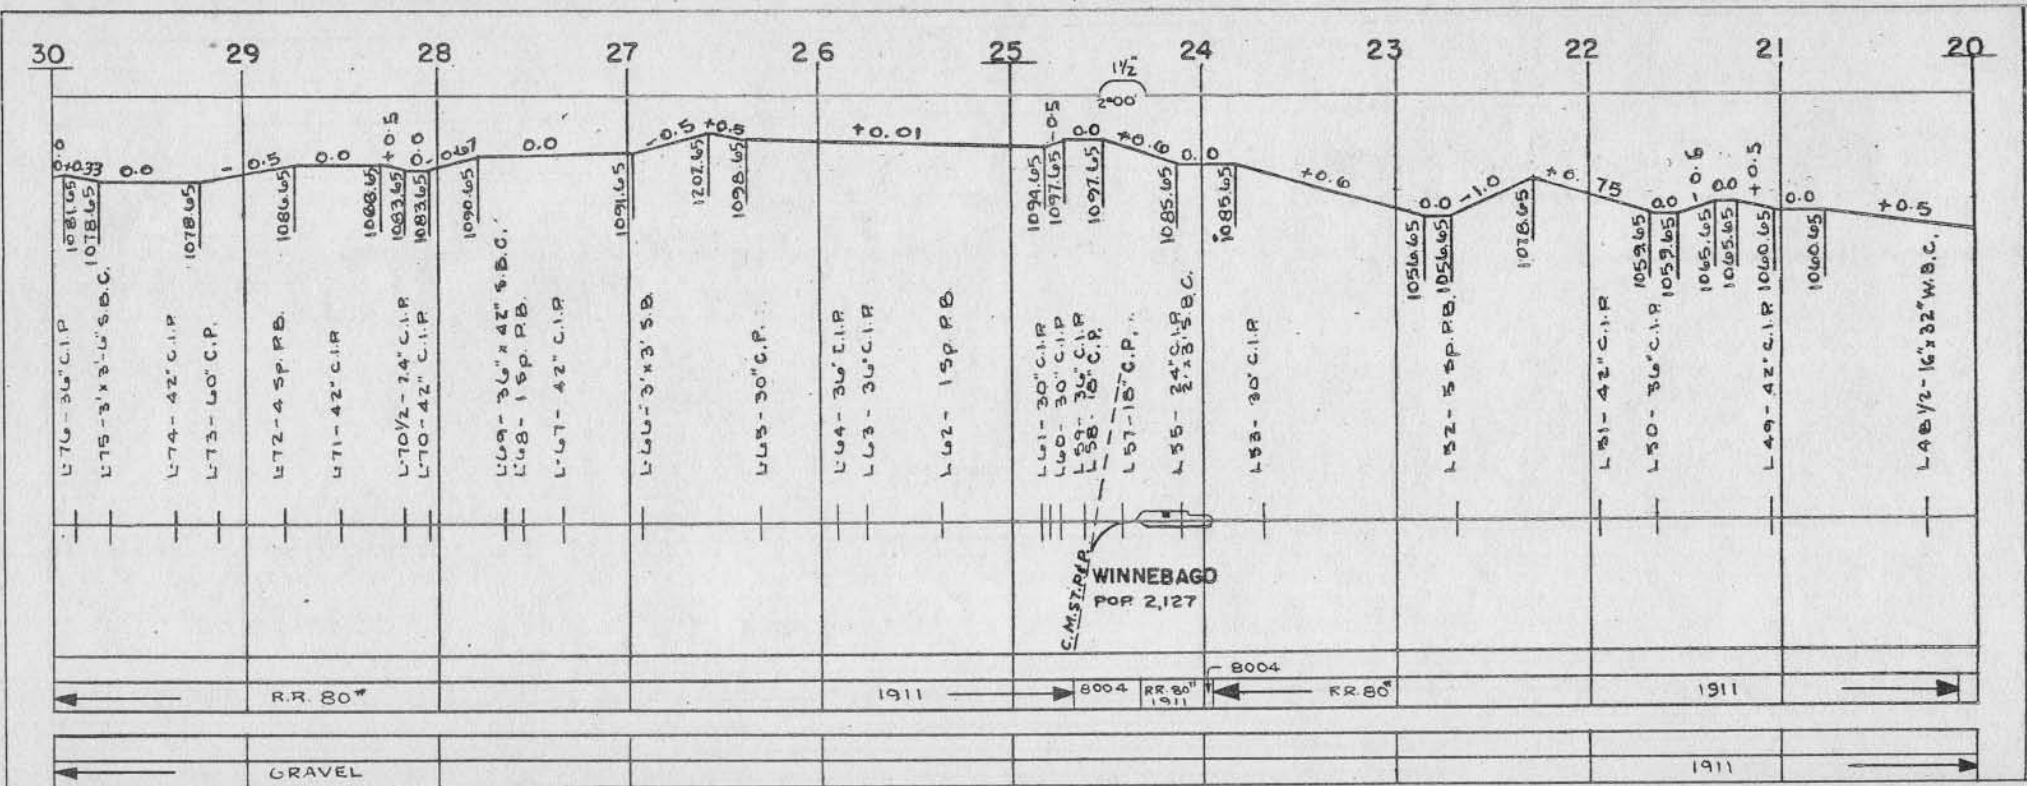 30 29 28 27 26 25 24 23 22 21 20
1½"
2°00'
0.0
0+0.33
0.0
- 0.5
0.0
+0.5
0.0
- 0.67
0.0
-0.5
+0.5
+0.01
-0.5
0.0
+0.6
0.0
+0.6
0.0
-1.0
+0.75
0.0
-0.6
0.0
+0.5
0.0
+0.5
1081.65
1078.65
1078.65
1086.65
1088.65
1083.65
1083.65
1090.65
1091.65
1202.65
1098.65
1094.65
1097.65
1097.65
1085.65
1085.65
1056.65
1056.65
1078.65
1059.65
1059.65
1065.65
1065.65
1060.65
1060.65
L-76-36" C.I.P.
L-75-3'x3'-6" S.B.C.
L-74-42" C.I.P.
L-73-60" C.P.
L-72-4 Sp. P.B.
L-71-42" C.I.P.
L-70 1/2-24" C.I.P.
L-70-42" C.I.P.
L-69-36" x 42" S.B.C.
L-68-1 Sp. P.B.
L-67-42" C.I.P.
L-66-3'x3' S.B.
L-65-30" C.P.
L-64-36" C.I.P.
L-63-36" C.I.P.
L-62-1 Sp. P.B.
L-61-30" C.I.P.
L-60-30" C.I.P.
L-59-36" C.I.P.
L-58-18" C.P.
L-57-18" C.P.
L-55-24" C.I.P.
2'x3' S.B.C.
L-53-30" C.I.P.
L-52-5 Sp. P.B.
L-51-42" C.I.P.
L-50-36" C.I.P.
L-49-42" C.I.P.
L-48 1/2-16"x32" W.B.C.
C.M.ST.P.&P.
WINNEBAGO
POP. 2,127
8004
R.R. 80# 1911 8004 RR. 80# R.R. 80# 1911
1911
GRAVEL 1911